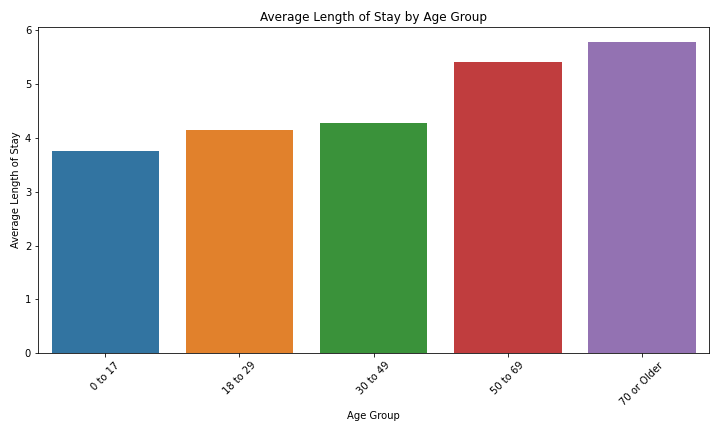 Average Length of Stay by Age Group
Average Length of Stay
6
5
4
3
2
1
0
0 to 17
18 to 29
30 to 49
50 to 69
70 or Older
Age Group